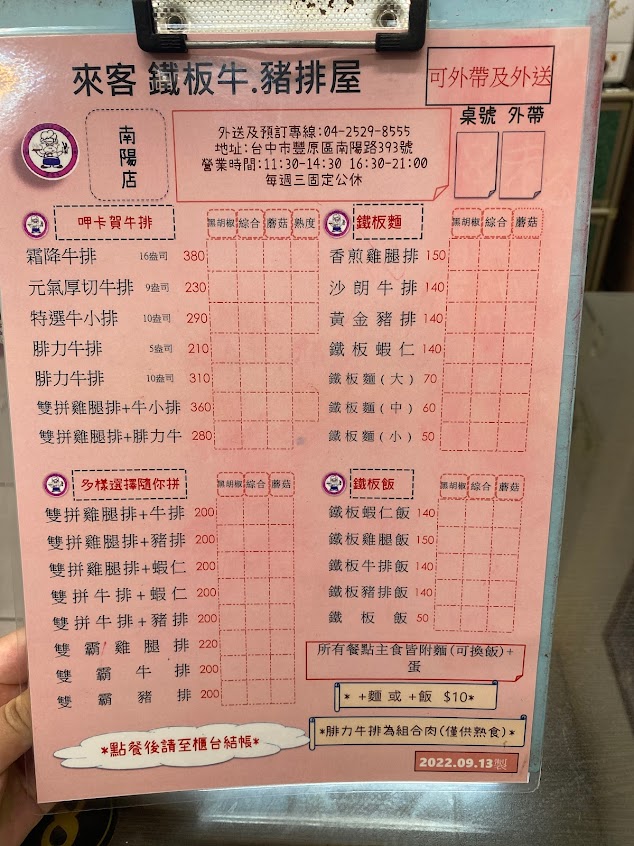 來客 鐵板牛.豬排屋
可外帶及外送
南陽店
外送及預訂專線:04-2529-8555
地址:台中市豐原區南陽路393號
營業時間:11:30-14:30 16:30-21:00
每週三固定公休
桌號 外帶
呷卡賀牛排 黑胡椒 綜合 蘑菇 熟度
霜降牛排 16盎司 380
元氣厚切牛排 9盎司 230
特選牛小排 10盎司 290
腓力牛排 5盎司 210
腓力牛排 10盎司 310
雙拼雞腿排+牛小排 360
雙拼雞腿排+腓力牛 280
鐵板麵 黑胡椒 綜合 蘑菇
香煎雞腿排 150
沙朗牛排 140
黃金豬排 140
鐵板蝦仁 140
鐵板麵(大) 70
鐵板麵(中) 60
鐵板麵(小) 50
多樣選擇隨你拼 黑胡椒 綜合 蘑菇
雙拼雞腿排+牛排 200
雙拼雞腿排+豬排 200
雙拼雞腿排+蝦仁 200
雙拼牛排+蝦仁 200
雙拼牛排+豬排 200
雙霸雞腿排 220
雙霸牛排 200
雙霸豬排 200
鐵板飯 黑胡椒 綜合 蘑菇
鐵板蝦仁飯 140
鐵板雞腿飯 150
鐵板牛排飯 140
鐵板豬排飯 140
鐵板飯 50
所有餐點主食皆附麵(可換飯)+
蛋
* +麵 或 +飯 $10*
*腓力牛排為組合肉(僅供熟食)*
*點餐後請至櫃台結帳*
2022.09.13製